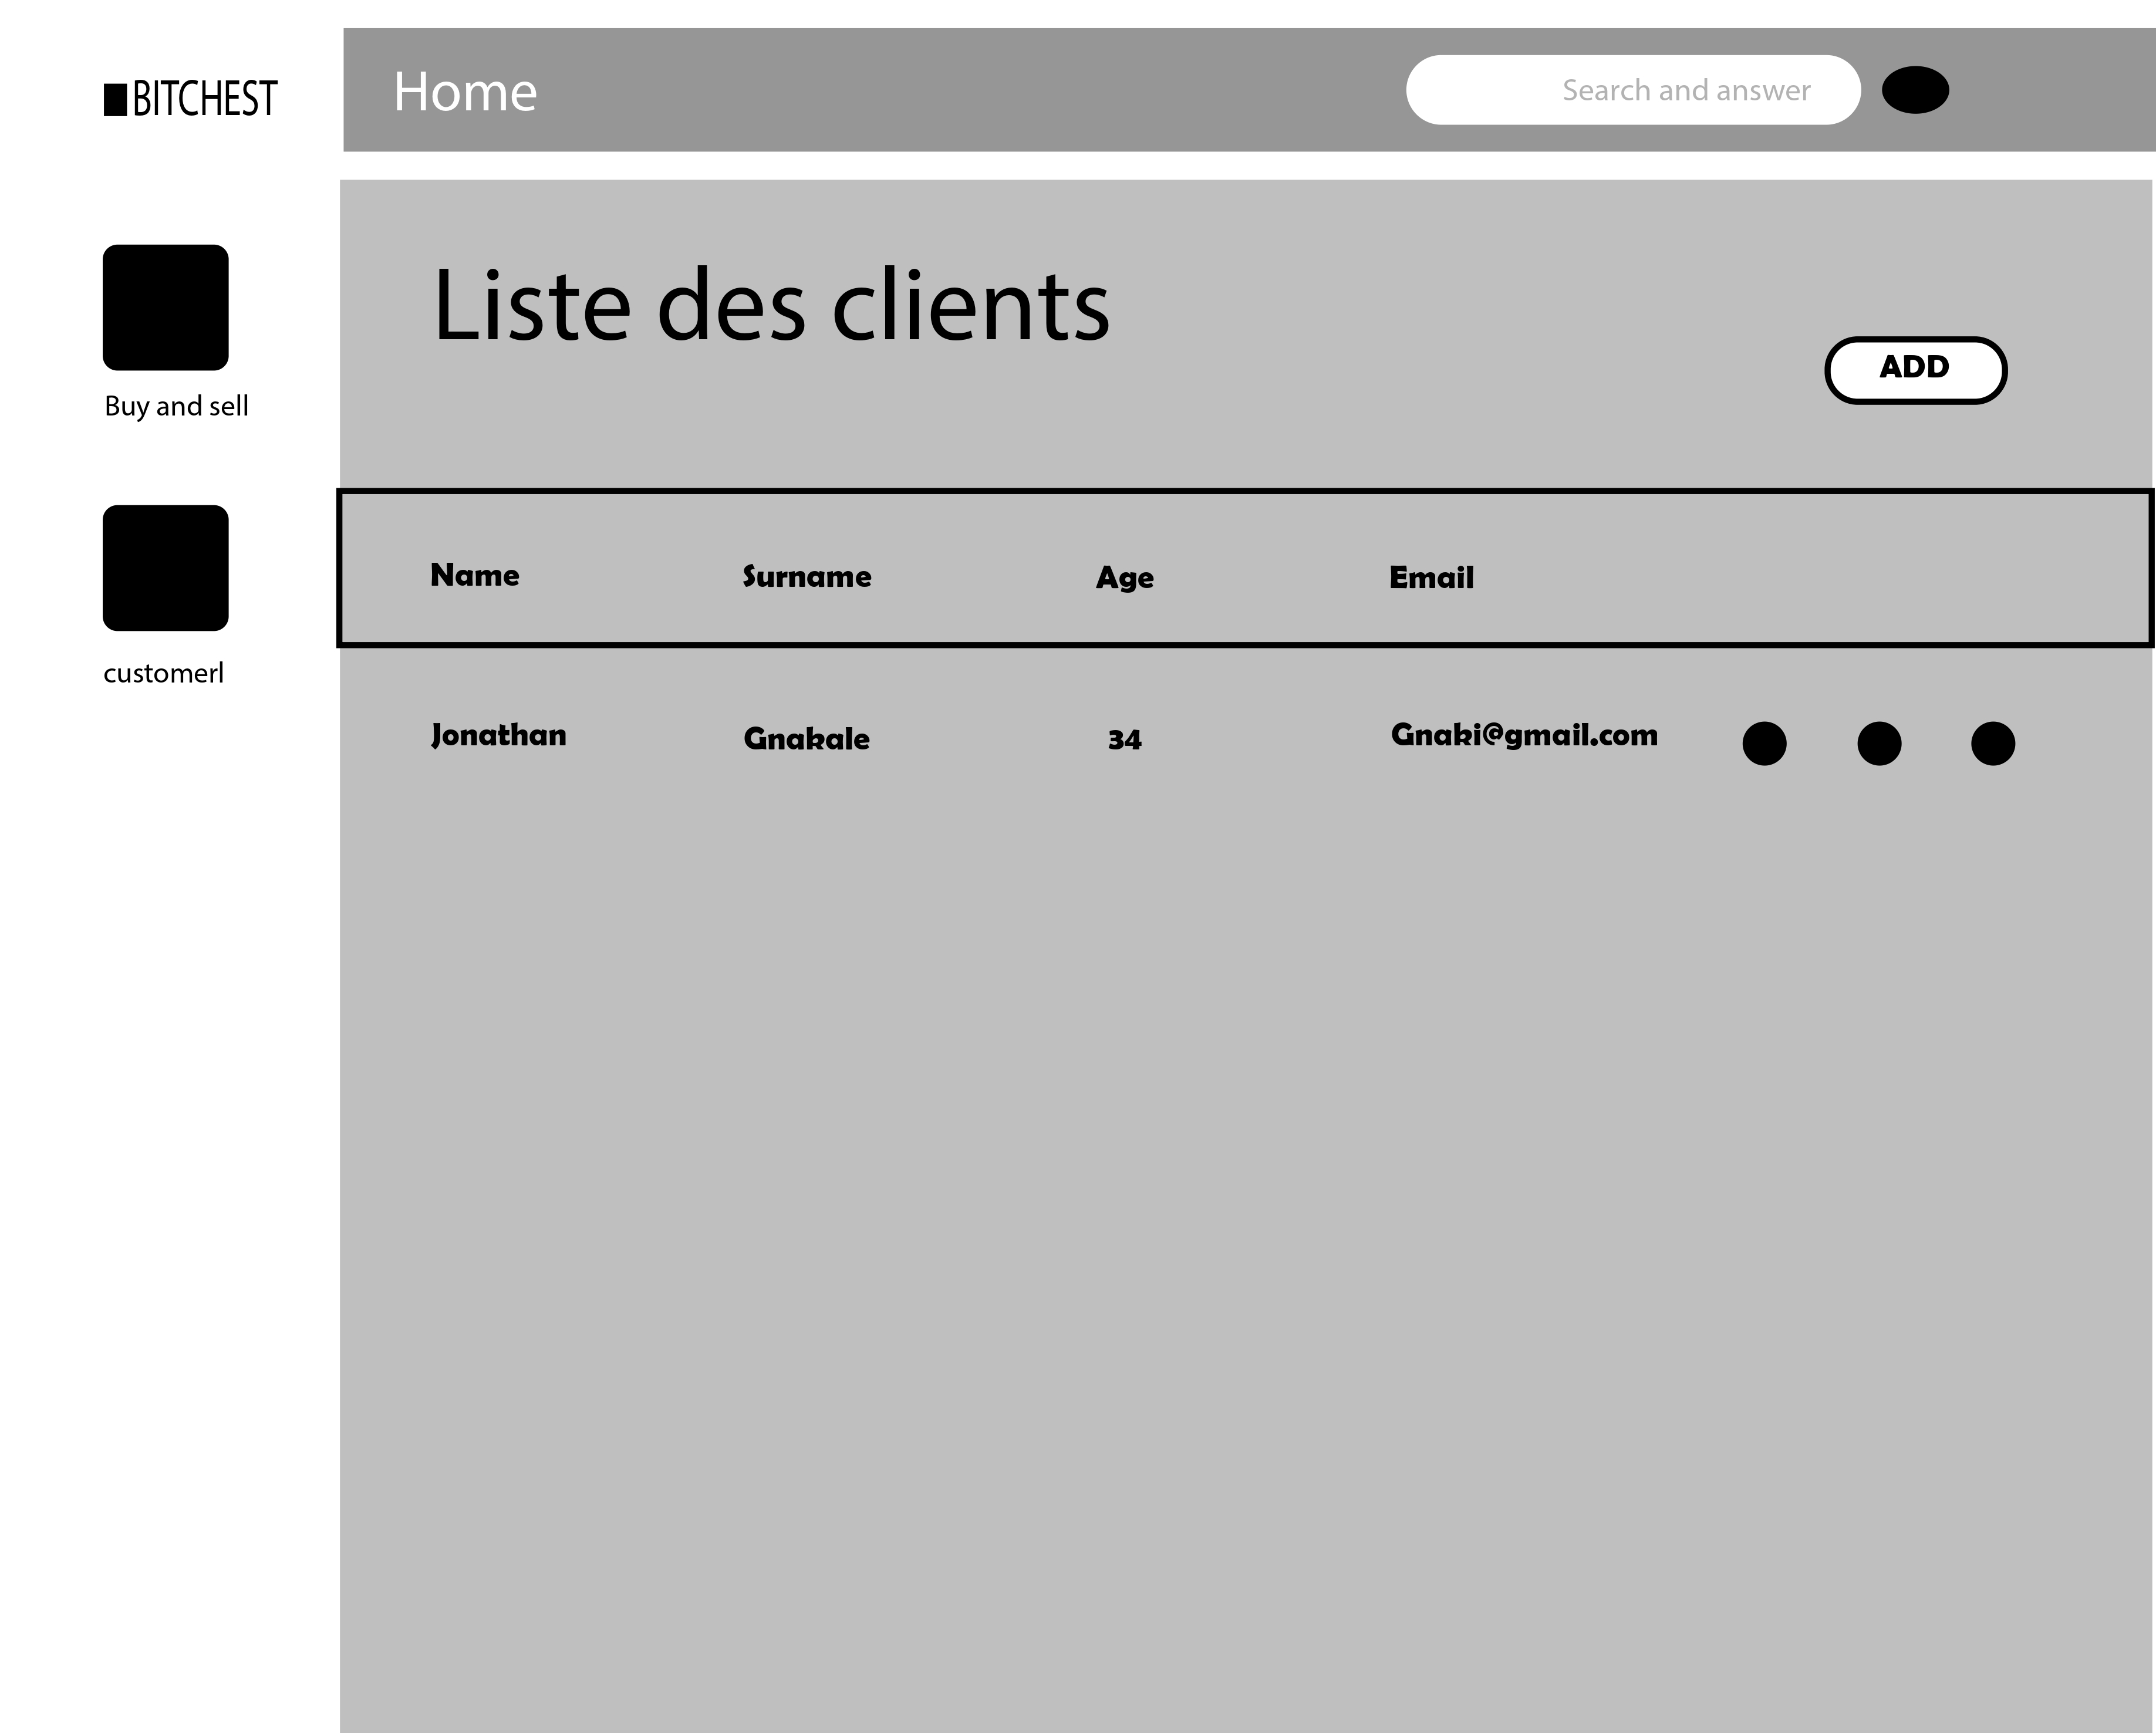 BITCHEST
Home
Search and answer
Liste des clients
ADD
Buy and sell
Name Surname Age Email
customerl
Jonathan Gnakale 34 Gnabi@gmail.com